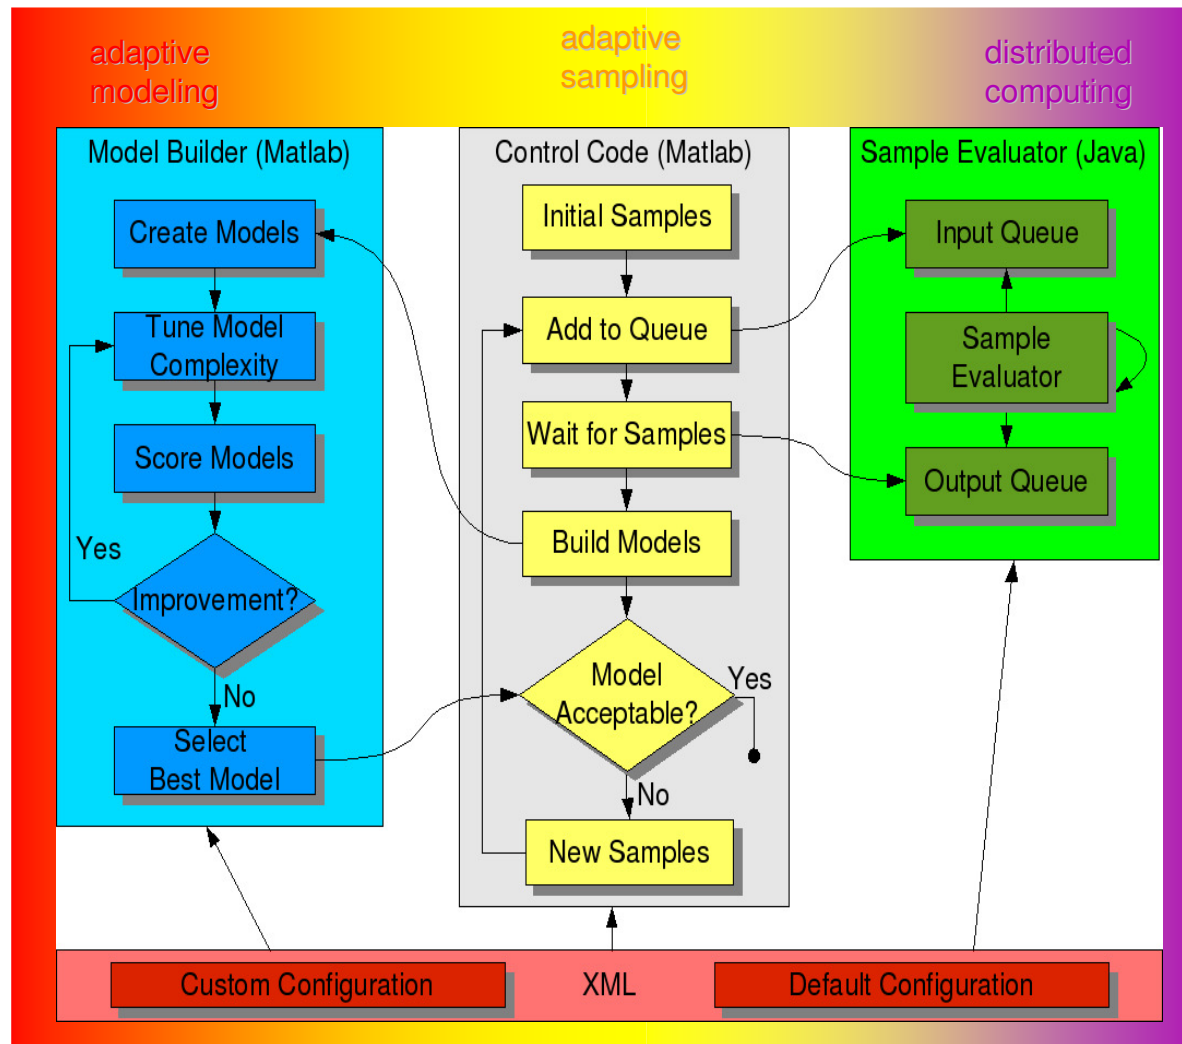 adaptive
modeling
adaptive
sampling
distributed
computing
Model Builder (Matlab)
Create Models
Tune Model
Complexity
Score Models
Yes
Improvement?
No
Select
Best Model
Control Code (Matlab)
Initial Samples
Add to Queue
Wait for Samples
Build Models
Model
Acceptable?
Yes
No
New Samples
Sample Evaluator (Java)
Input Queue
Sample
Evaluator
Output Queue
Custom Configuration
XML
Default Configuration